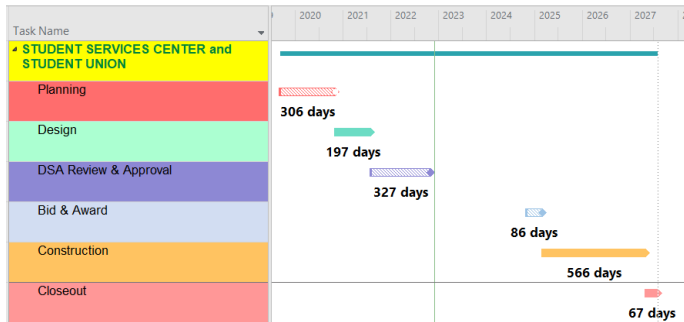 2020 2021 2022 2023 2024 2025 2026 2027
Task Name
STUDENT SERVICES CENTER and
STUDENT UNION
Planning
306 days
Design
197 days
DSA Review & Approval
327 days
Bid & Award
86 days
Construction
566 days
Closeout
67 days